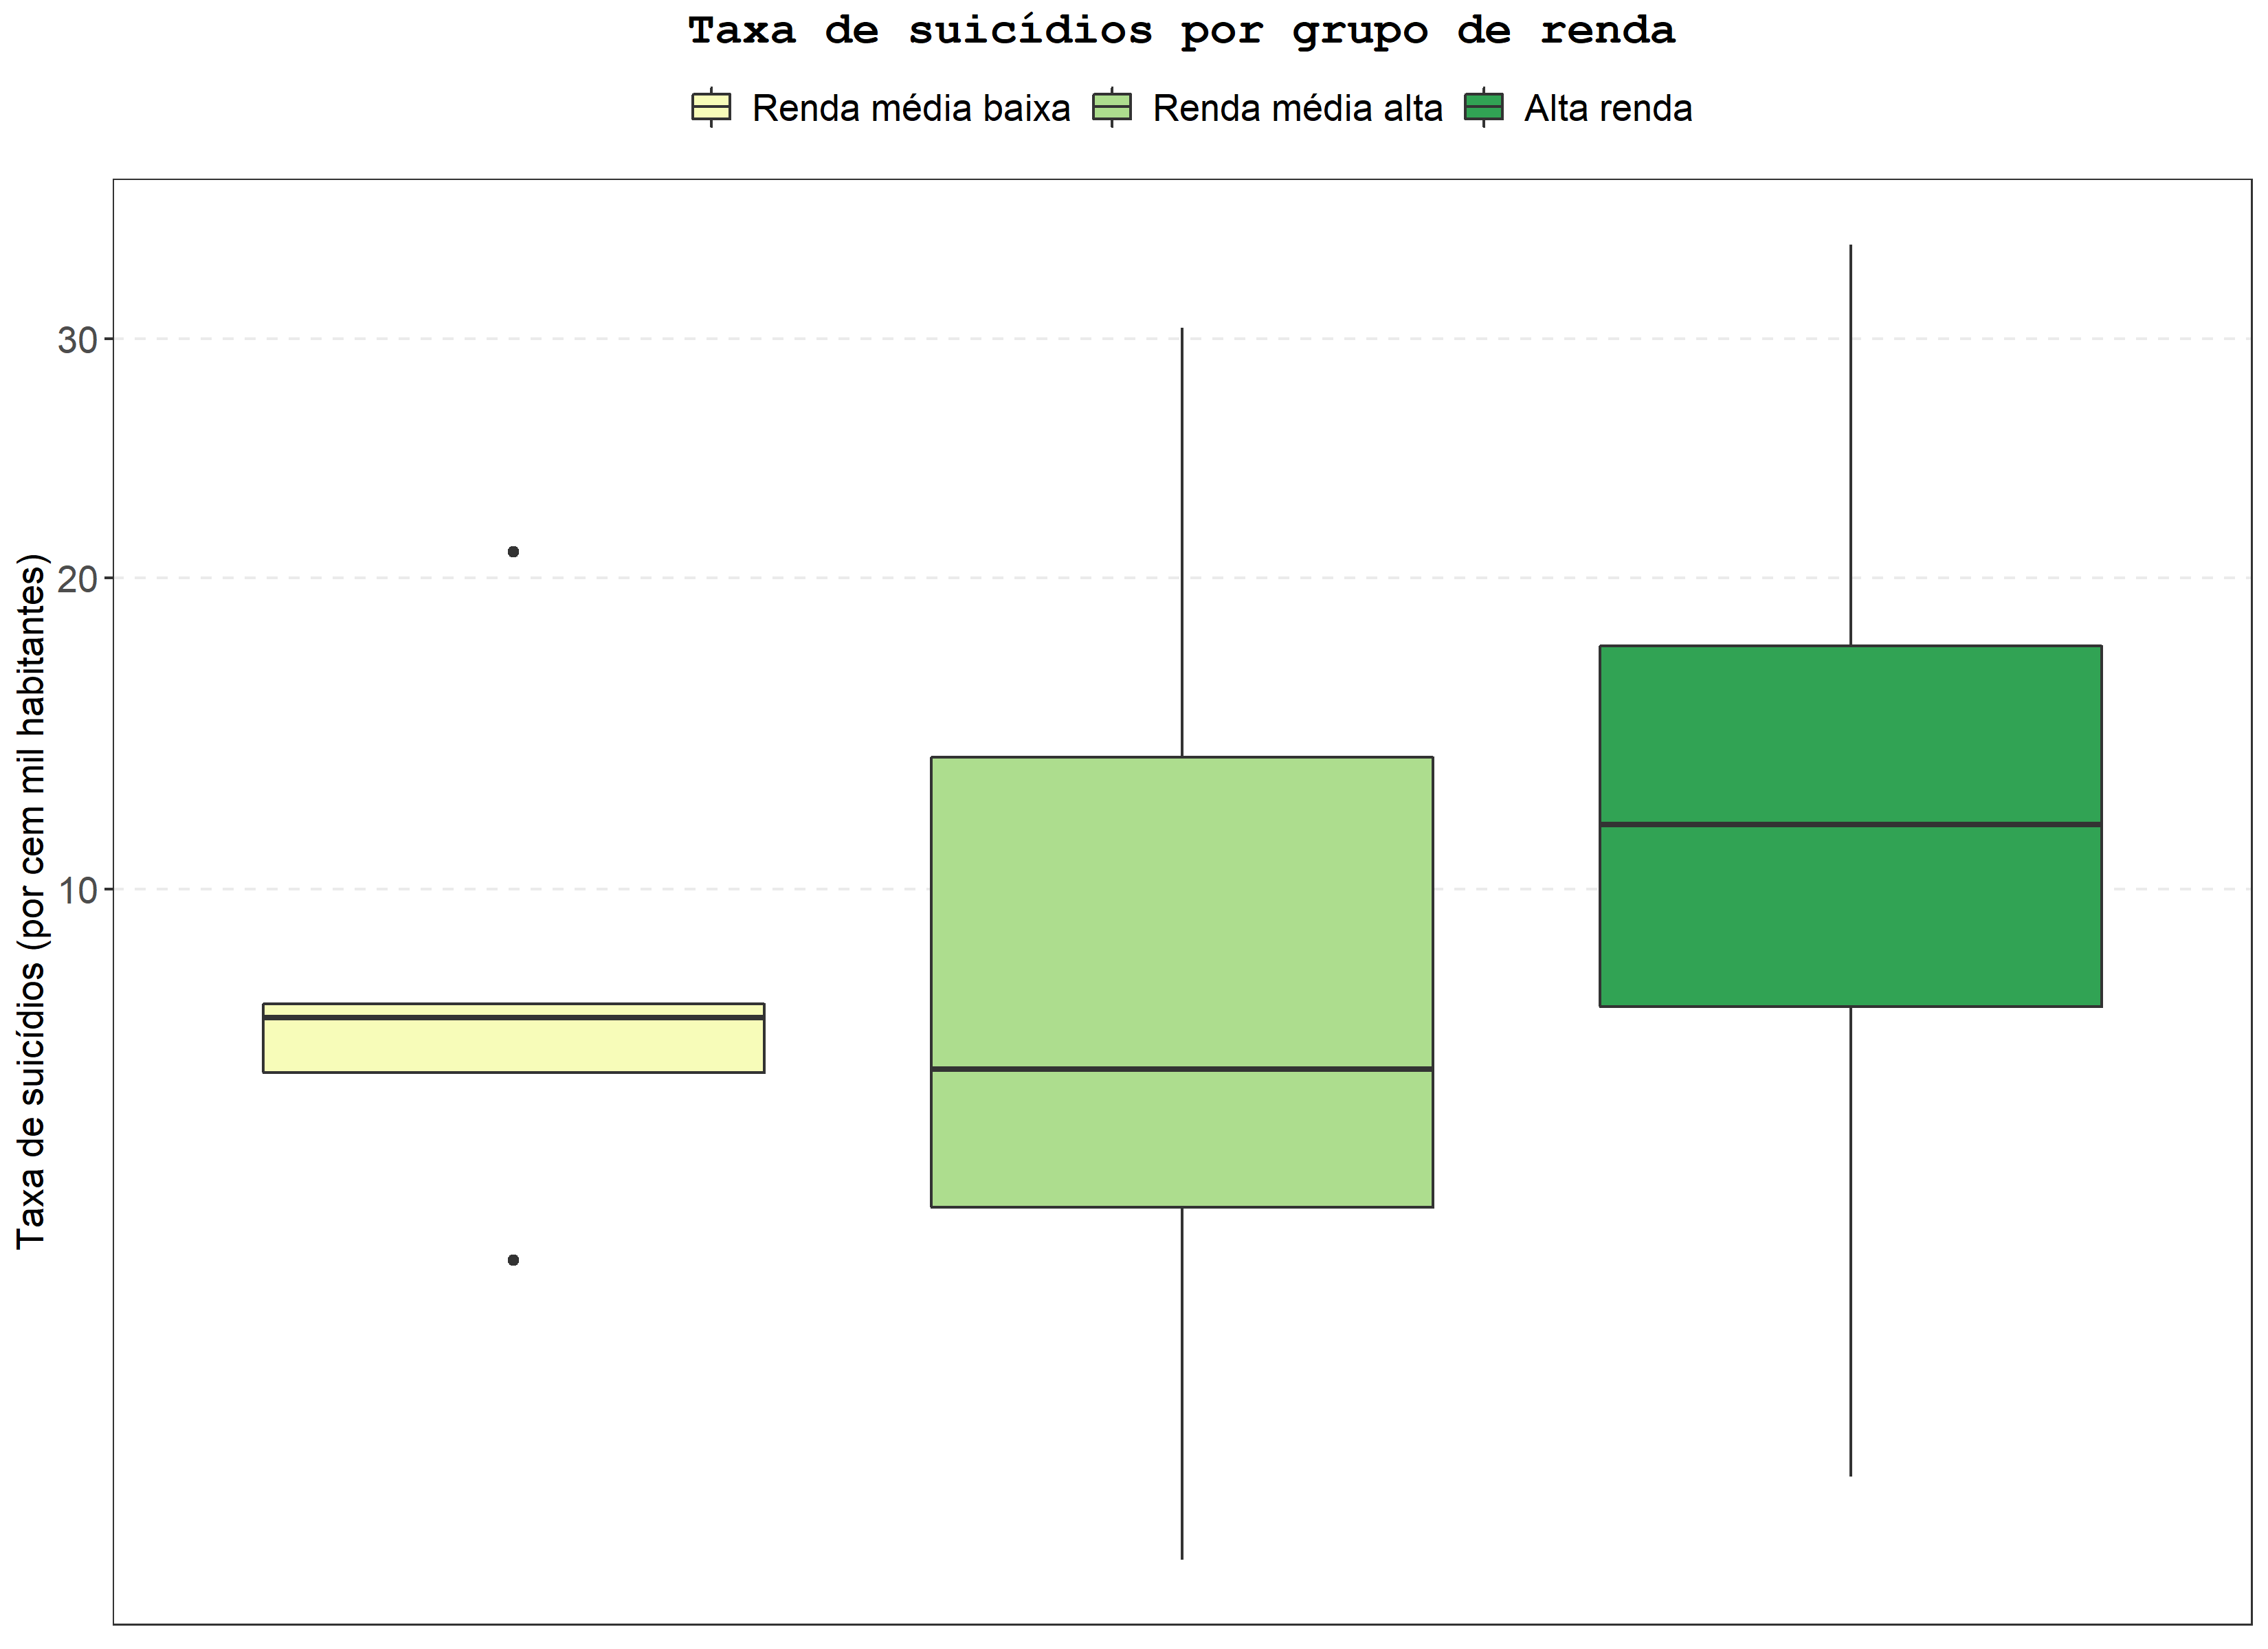 Taxa de suicídios por grupo de renda
Renda média baixa Renda média alta Alta renda
Taxa de suicídios (por cem mil habitantes)
30
20
10